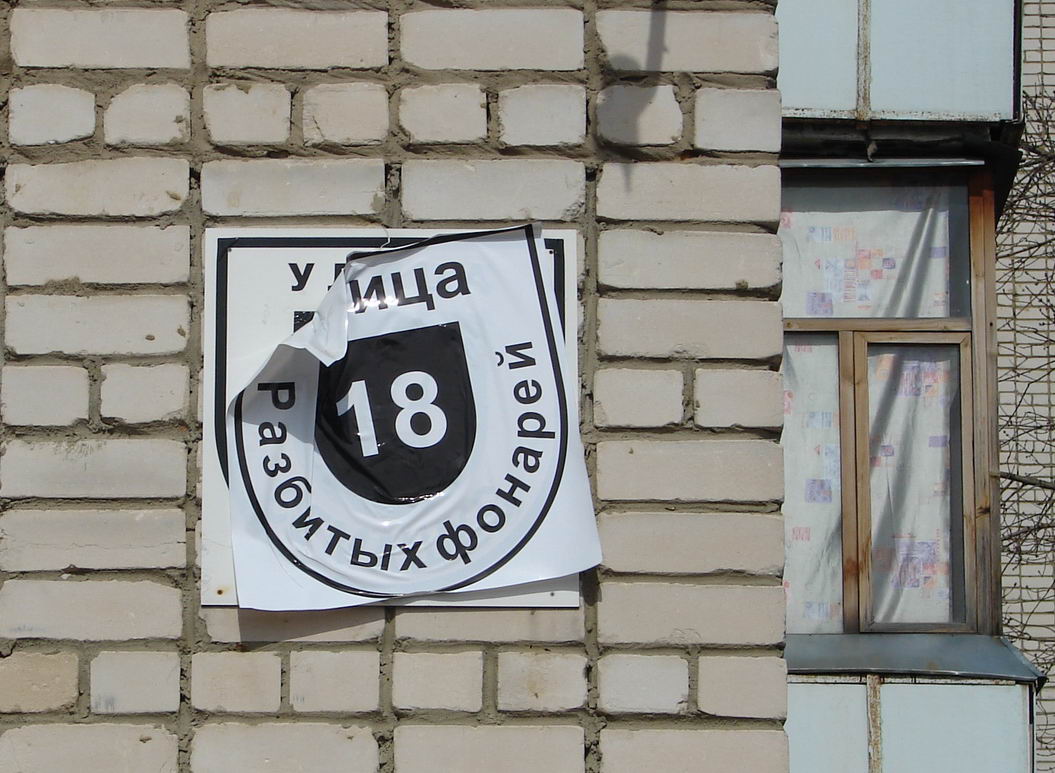 улица
18
Разбитых фонарей